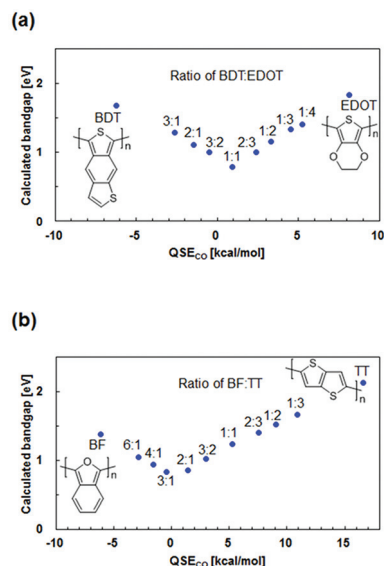 (a)
Ratio of BDT:EDOT
BDT
EDOT
3:1
2:1
3:2
1:1
2:3
1:2
1:3
1:4
S
n
S
S
n
O
O
Calculated bandgap [eV]
2
1
0
-10
-5
0
5
10
QSECO [kcal/mol]
(b)
Ratio of BF:TT
BF
TT
6:1
4:1
3:1
2:1
3:2
1:1
2:3
1:2
1:3
O
n
S
S
n
Calculated bandgap [eV]
2
1
0
-10
-5
0
5
10
15
QSECO [kcal/mol]